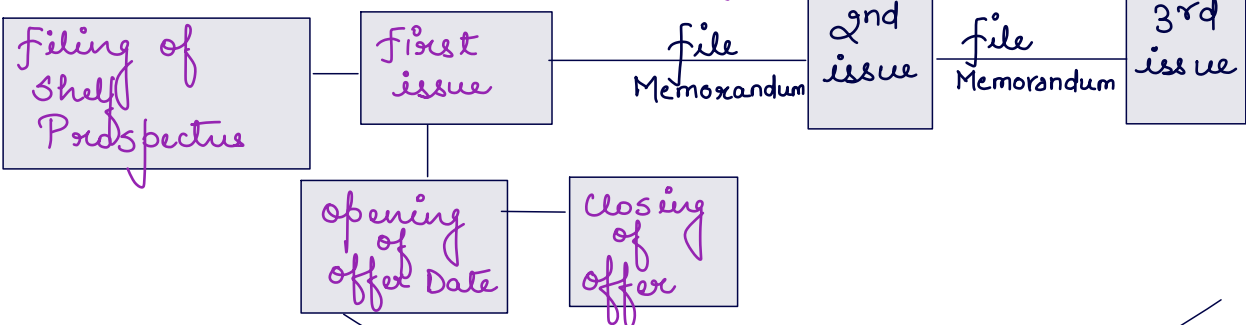 Filing of
Shelf
Prospectus
First
issue
file
Memorandum
2nd
issue
file
Memorandum
3rd
issue
Opening
of
offer Date
Closing
of
offer